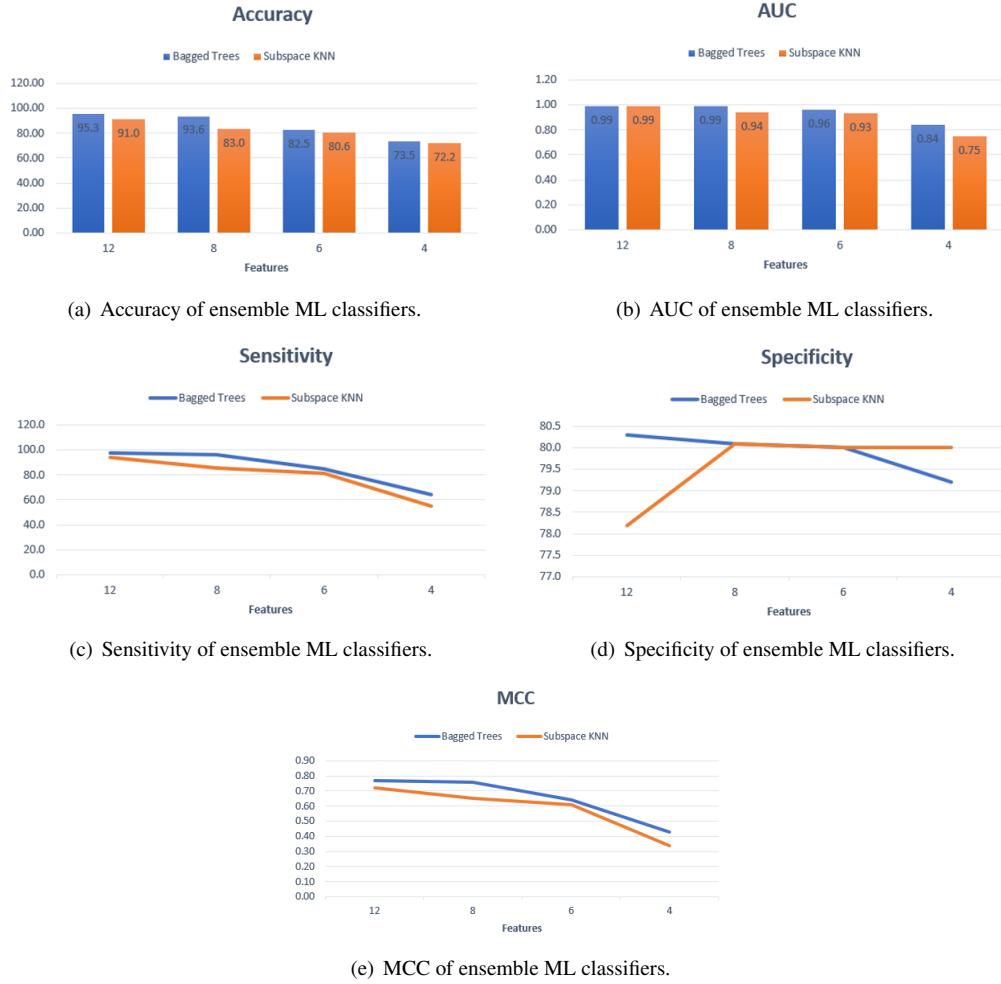 Accuracy
Bagged Trees Subspace KNN
120.00
100.00
80.00
60.00
40.00
20.00
0.00
95.3 91.0 93.6 83.0 82.5 80.6 73.5 72.2
12 8 6 4
Features
(a) Accuracy of ensemble ML classifiers.
AUC
Bagged Trees Subspace KNN
1.20
1.00
0.80
0.60
0.40
0.20
0.00
0.99 0.99 0.99 0.94 0.96 0.93 0.84 0.75
12 8 6 4
Features
(b) AUC of ensemble ML classifiers.
Sensitivity
Bagged Trees Subspace KNN
120.0
100.0
80.0
60.0
40.0
20.0
0.0
12 8 6 4
Features
(c) Sensitivity of ensemble ML classifiers.
Specificity
Bagged Trees Subspace KNN
80.5
80.0
79.5
79.0
78.5
78.0
77.5
77.0
12 8 6 4
Features
(d) Specificity of ensemble ML classifiers.
MCC
Bagged Trees Subspace KNN
0.90
0.80
0.70
0.60
0.50
0.40
0.30
0.20
0.10
0.00
12 8 6 4
Features
(e) MCC of ensemble ML classifiers.